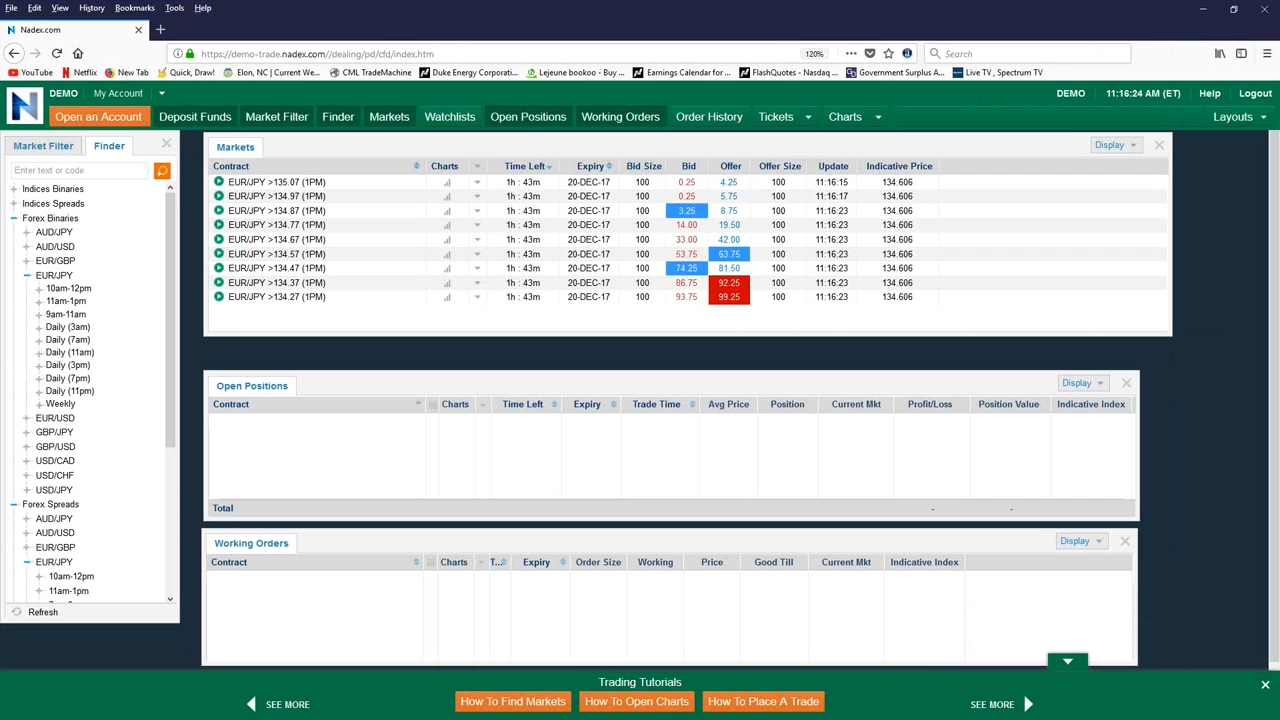 File Edit View History Bookmarks Tools Help
Nadex.com
https://demo-trade.nadex.com//dealing/pd/cfd/index.htm 120% Search
YouTube Netflix New Tab Quick, Draw! Elon, NC | Current We... CML TradeMachine Duke Energy Corporati... Lejeune bookoo - Buy ... Earnings Calendar for ... FlashQuotes - Nasdaq ... Government Surplus A... Live TV , Spectrum TV
DEMO My Account DEMO 11:16:24 AM (ET) Help Logout
Open an Account Deposit Funds Market Filter Finder Markets Watchlists Open Positions Working Orders Order History Tickets Charts Layouts
Market Filter Finder
Enter text or code
Indices Binaries
Indices Spreads
Forex Binaries
AUD/JPY
AUD/USD
EUR/GBP
EUR/JPY
10am-12pm
11am-1pm
9am-11am
Daily (3am)
Daily (7am)
Daily (11am)
Daily (3pm)
Daily (7pm)
Daily (11pm)
Weekly
EUR/USD
GBP/JPY
GBP/USD
USD/CAD
USD/CHF
USD/JPY
Forex Spreads
AUD/JPY
AUD/USD
EUR/GBP
EUR/JPY
10am-12pm
11am-1pm
Refresh
Markets Display
Contract Charts Time Left Expiry Bid Size Bid Offer Offer Size Update Indicative Price
EUR/JPY >135.07 (1PM) 1h : 43m 20-DEC-17 100 0.25 4.25 100 11:16:15 134.606
EUR/JPY >134.97 (1PM) 1h : 43m 20-DEC-17 100 0.25 5.75 100 11:16:17 134.606
EUR/JPY >134.87 (1PM) 1h : 43m 20-DEC-17 100 3.25 8.75 100 11:16:23 134.606
EUR/JPY >134.77 (1PM) 1h : 43m 20-DEC-17 100 14.00 19.50 100 11:16:23 134.606
EUR/JPY >134.67 (1PM) 1h : 43m 20-DEC-17 100 33.00 42.00 100 11:16:23 134.606
EUR/JPY >134.57 (1PM) 1h : 43m 20-DEC-17 100 53.75 63.75 100 11:16:23 134.606
EUR/JPY >134.47 (1PM) 1h : 43m 20-DEC-17 100 74.25 81.50 100 11:16:23 134.606
EUR/JPY >134.37 (1PM) 1h : 43m 20-DEC-17 100 86.75 92.25 100 11:16:23 134.606
EUR/JPY >134.27 (1PM) 1h : 43m 20-DEC-17 100 93.75 99.25 100 11:16:23 134.606
Open Positions Display
Contract Charts Time Left Expiry Trade Time Avg Price Position Current Mkt Profit/Loss Position Value Indicative Index
Total - -
Working Orders Display
Contract Charts T... Expiry Order Size Working Price Good Till Current Mkt Indicative Index
Trading Tutorials
SEE MORE How To Find Markets How To Open Charts How To Place A Trade SEE MORE